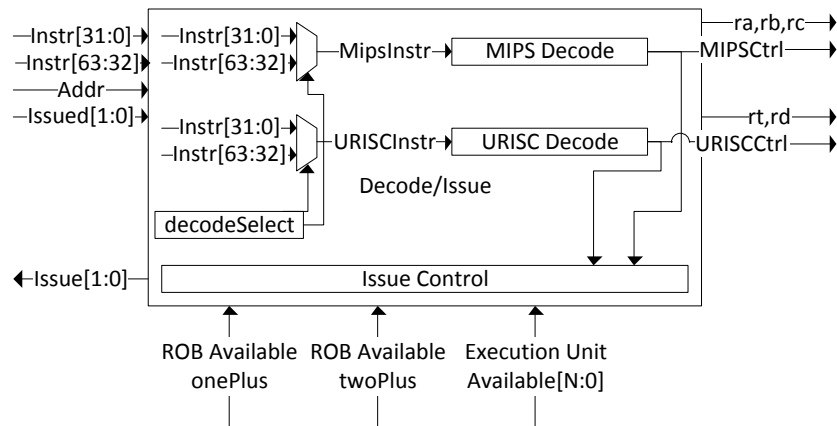 Instr[31:0]
Instr[63:32]
Addr
Issued[1:0]
Instr[31:0]
Instr[63:32]
MipsInstr
MIPS Decode
ra,rb,rc
MIPSCtrl
Instr[31:0]
Instr[63:32]
URISCInstr
URISC Decode
rt,rd
URISCCtrl
Decode/Issue
decodeSelect
Issue[1:0]
Issue Control
ROB Available
onePlus
ROB Available
twoPlus
Execution Unit
Available[N:0]